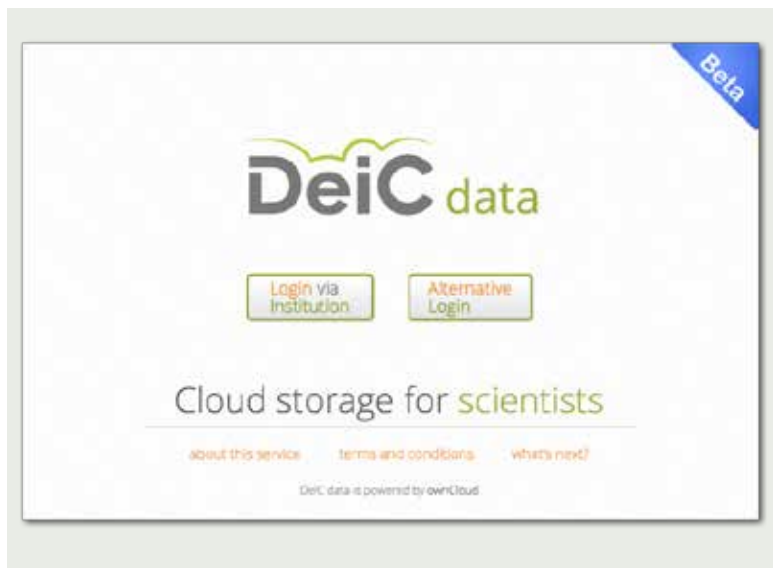 Beta
DeiC data
Login via
Institution
Alternative
Login
Cloud storage for scientists
about this service terms and conditions what's next?
DeiC data is powered by ownCloud